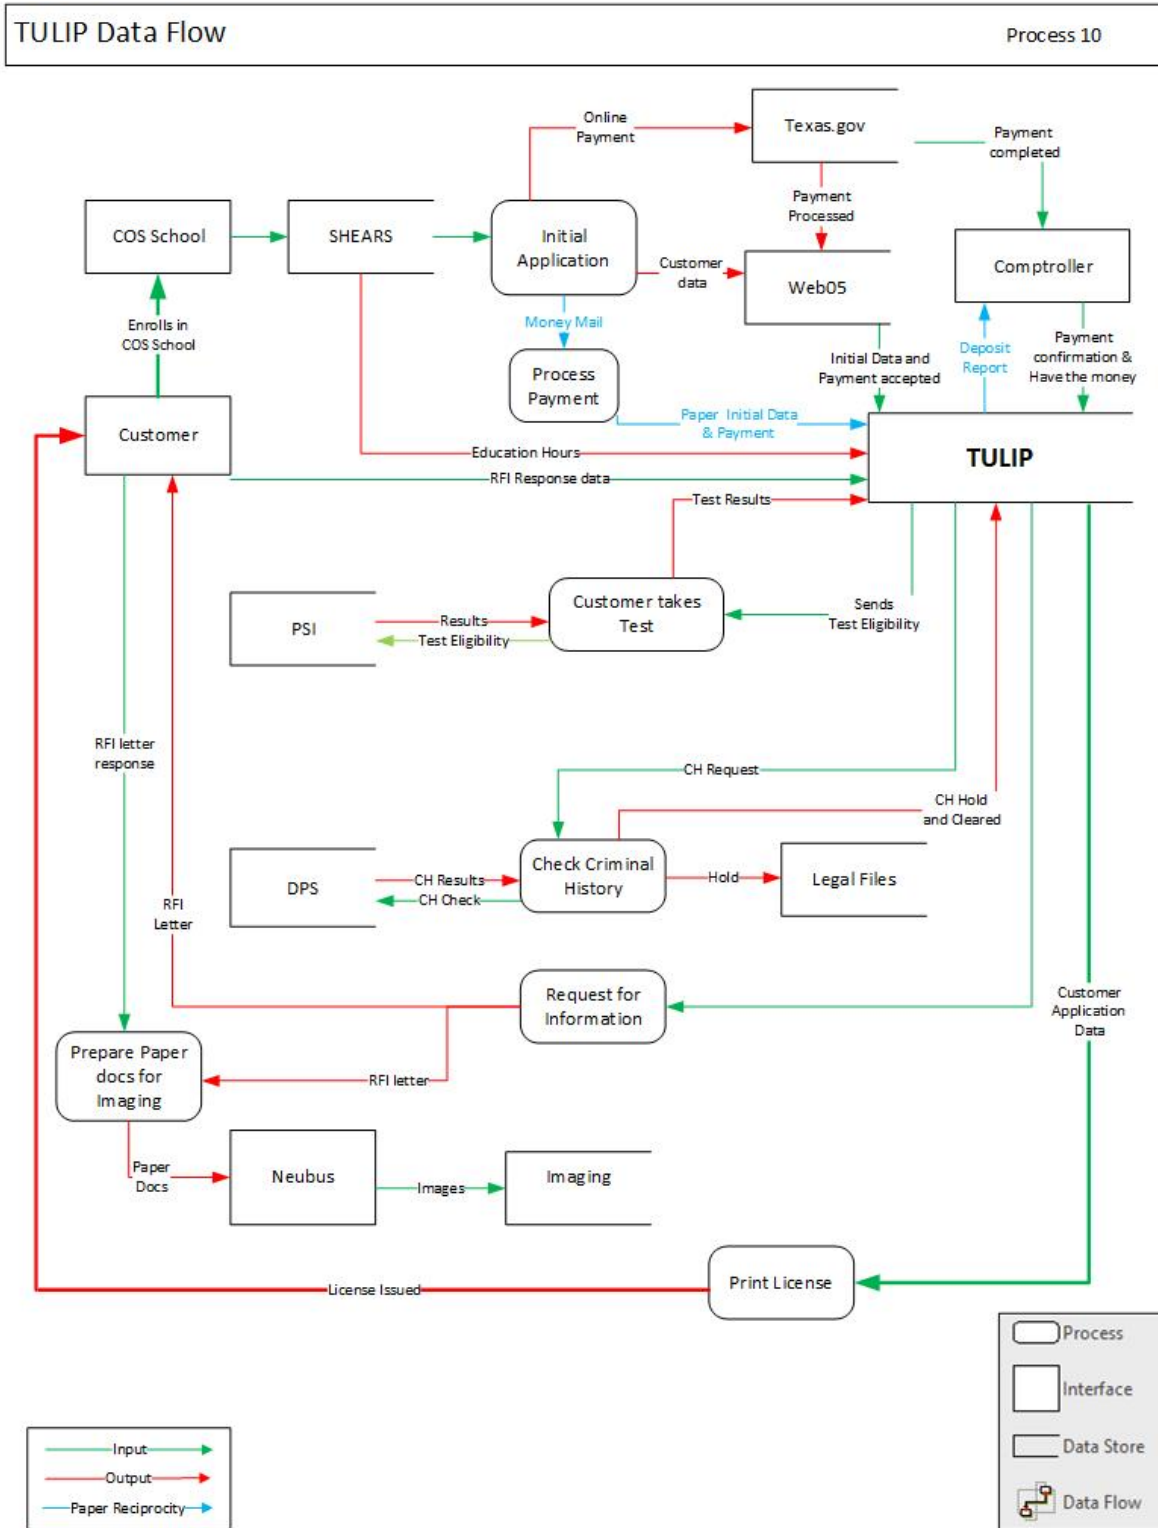 TULIP Data Flow
Process 10
Online
Payment
Texas.gov
Payment
completed
Payment
Processed
COS School
SHEARS
Initial
Application
Customer
data
Web05
Comptroller
Enrolls in
COS School
Money Mail
Process
Payment
Initial Data and
Payment accepted
Deposit
Report
Payment
confirmation &
Have the money
Customer
Paper Initial Data
& Payment
Education Hours
TULIP
RFI Response data
Test Results
PSI
Results
Test Eligibility
Customer takes
Test
Sends
Test Eligibility
RFI letter
response
CH Request
CH Hold
and Cleared
DPS
CH Results
CH Check
Check Criminal
History
Hold
Legal Files
RFI
Letter
Request for
Information
Customer
Application
Data
Prepare Paper
docs for
Imaging
RFI letter
Paper
Docs
Neubus
Images
Imaging
License Issued
Print License
Process
Interface
Data Store
Data Flow
Input
Output
Paper Reciprocity